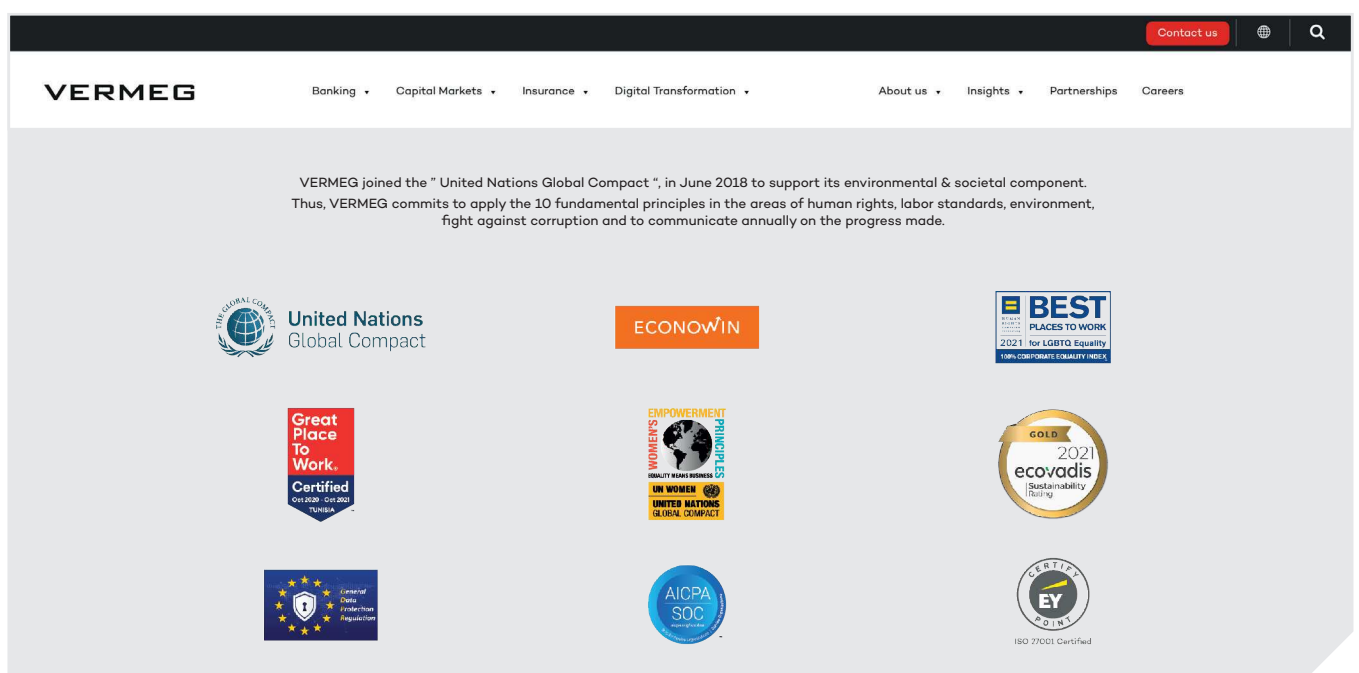 Contact us
VERMEG
Banking
Capital Markets
Insurance
Digital Transformation
About us
Insights
Partnerships
Careers
VERMEG joined the ” United Nations Global Compact “, in June 2018 to support its environmental & societal component.
Thus, VERMEG commits to apply the 10 fundamental principles in the areas of human rights, labor standards, environment,
fight against corruption and to communicate annually on the progress made.
THE GLOBAL COMPACT
United Nations
Global Compact
ECONOWIN
BEST
PLACES TO WORK
2021 for LGBTQ Equality
100% CORPORATE EQUALITY INDEX
HUMAN
RIGHTS
Great
Place
To
Work.
Certified
Oct 2020 - Oct 2021
TUNISIA
WOMEN'S
EMPOWERMENT
PRINCIPLES
EQUALITY MEANS BUSINESS
UN WOMEN
UNITED NATIONS
GLOBAL COMPACT
GOLD
2021
ecovadis
Sustainability
Rating
General
Data
Protection
Regulation
AICPA
SOC
CERTIFY
EY
POINT
ISO 27001 Certified